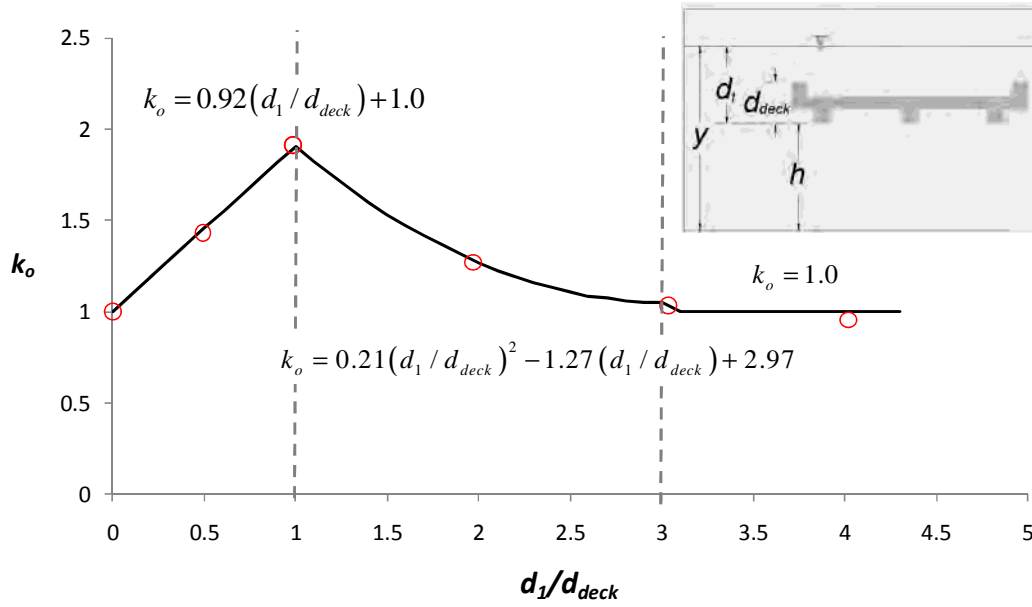 2.5
2
1.5
1
0.5
0
0 0.5 1 1.5 2 2.5 3 3.5 4 4.5 5
k_o
d_1/d_deck
k_o = 0.92(d_1 / d_deck) + 1.0
k_o = 0.21(d_1 / d_deck)^2 − 1.27(d_1 / d_deck) + 2.97
k_o = 1.0
d_1 d_deck
y
h